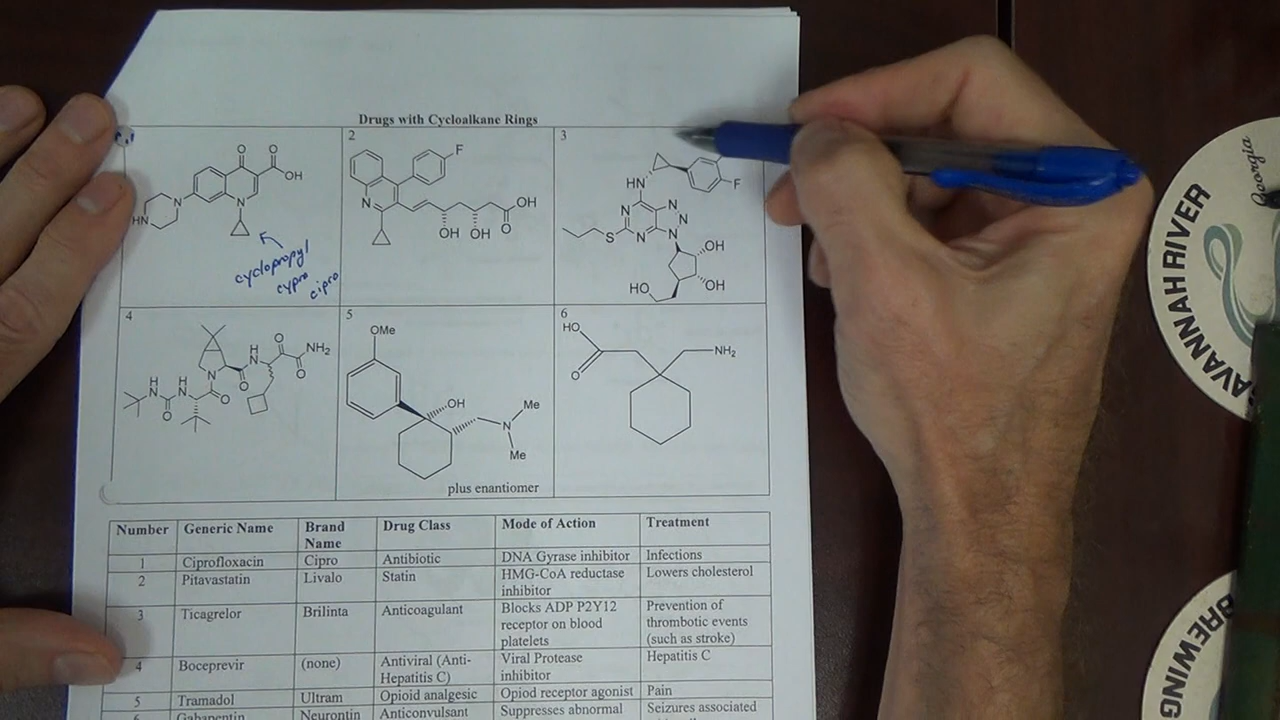 Drugs with Cycloalkane Rings
2
3
O
O
OH
N
N
HN
cyclopropyl
cypro
cipro
F
N
OH
O
OH
OH
HN
F
N
N
N
N
N
N
S
OH
OH
HO
4
5
6
H
N
O
NH2
O
O
N
H
N
H
N
O
O
OMe
OH
Me
N
Me
plus enantiomer
HO
O
NH2
Number Generic Name Brand Name Drug Class Mode of Action Treatment
1 Ciprofloxacin Cipro Antibiotic DNA Gyrase inhibitor Infections
2 Pitavastatin Livalo Statin HMG-CoA reductase inhibitor Lowers cholesterol
3 Ticagrelor Brilinta Anticoagulant Blocks ADP P2Y12 receptor on blood platelets Prevention of thrombotic events (such as stroke)
4 Boceprevir (none) Antiviral (Anti-Hepatitis C) Viral Protease inhibitor Hepatitis C
5 Tramadol Ultram Opioid analgesic Opiod receptor agonist Pain
6 Gabapentin Neurontin Anticonvulsant Suppresses abnormal Seizures associated
Georgia
SAVANNAH RIVER
BREWING